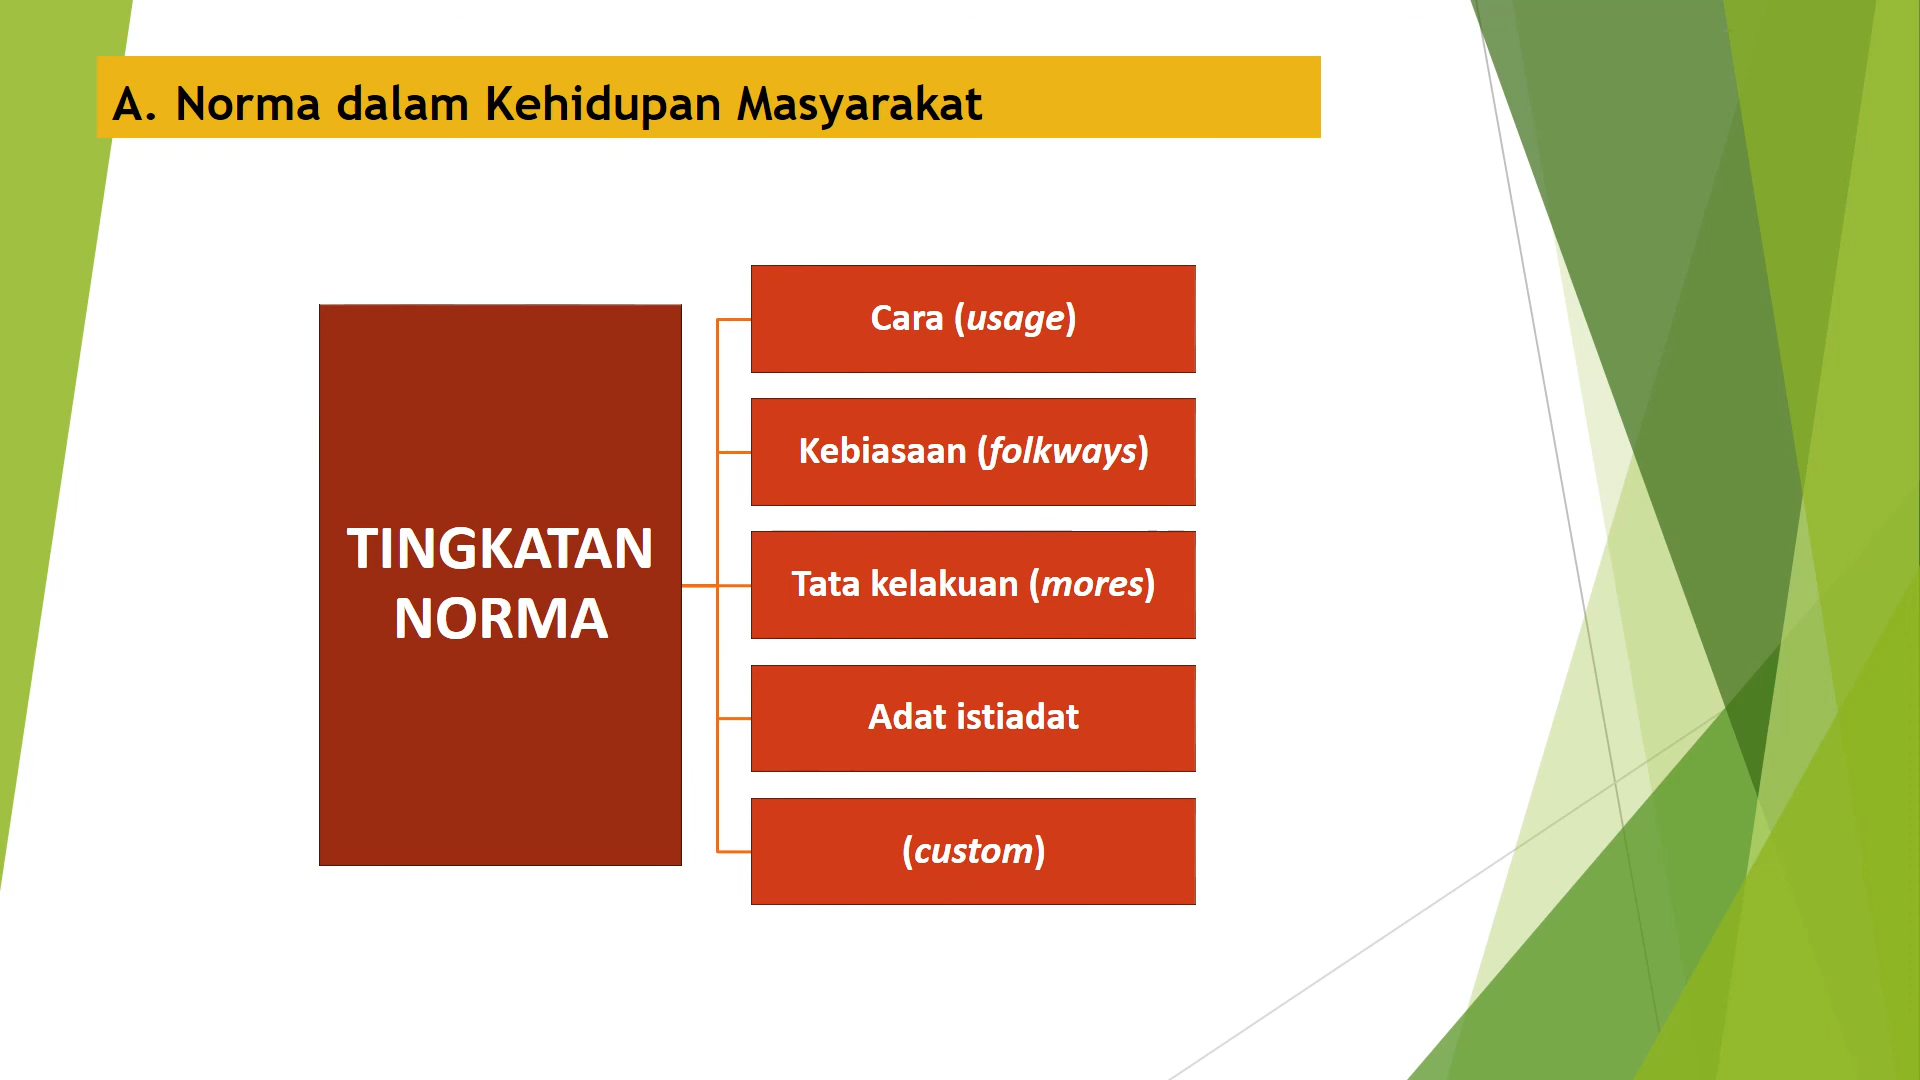 A. Norma dalam Kehidupan Masyarakat
TINGKATAN
NORMA
Cara (usage)
Kebiasaan (folkways)
Tata kelakuan (mores)
Adat istiadat
(custom)